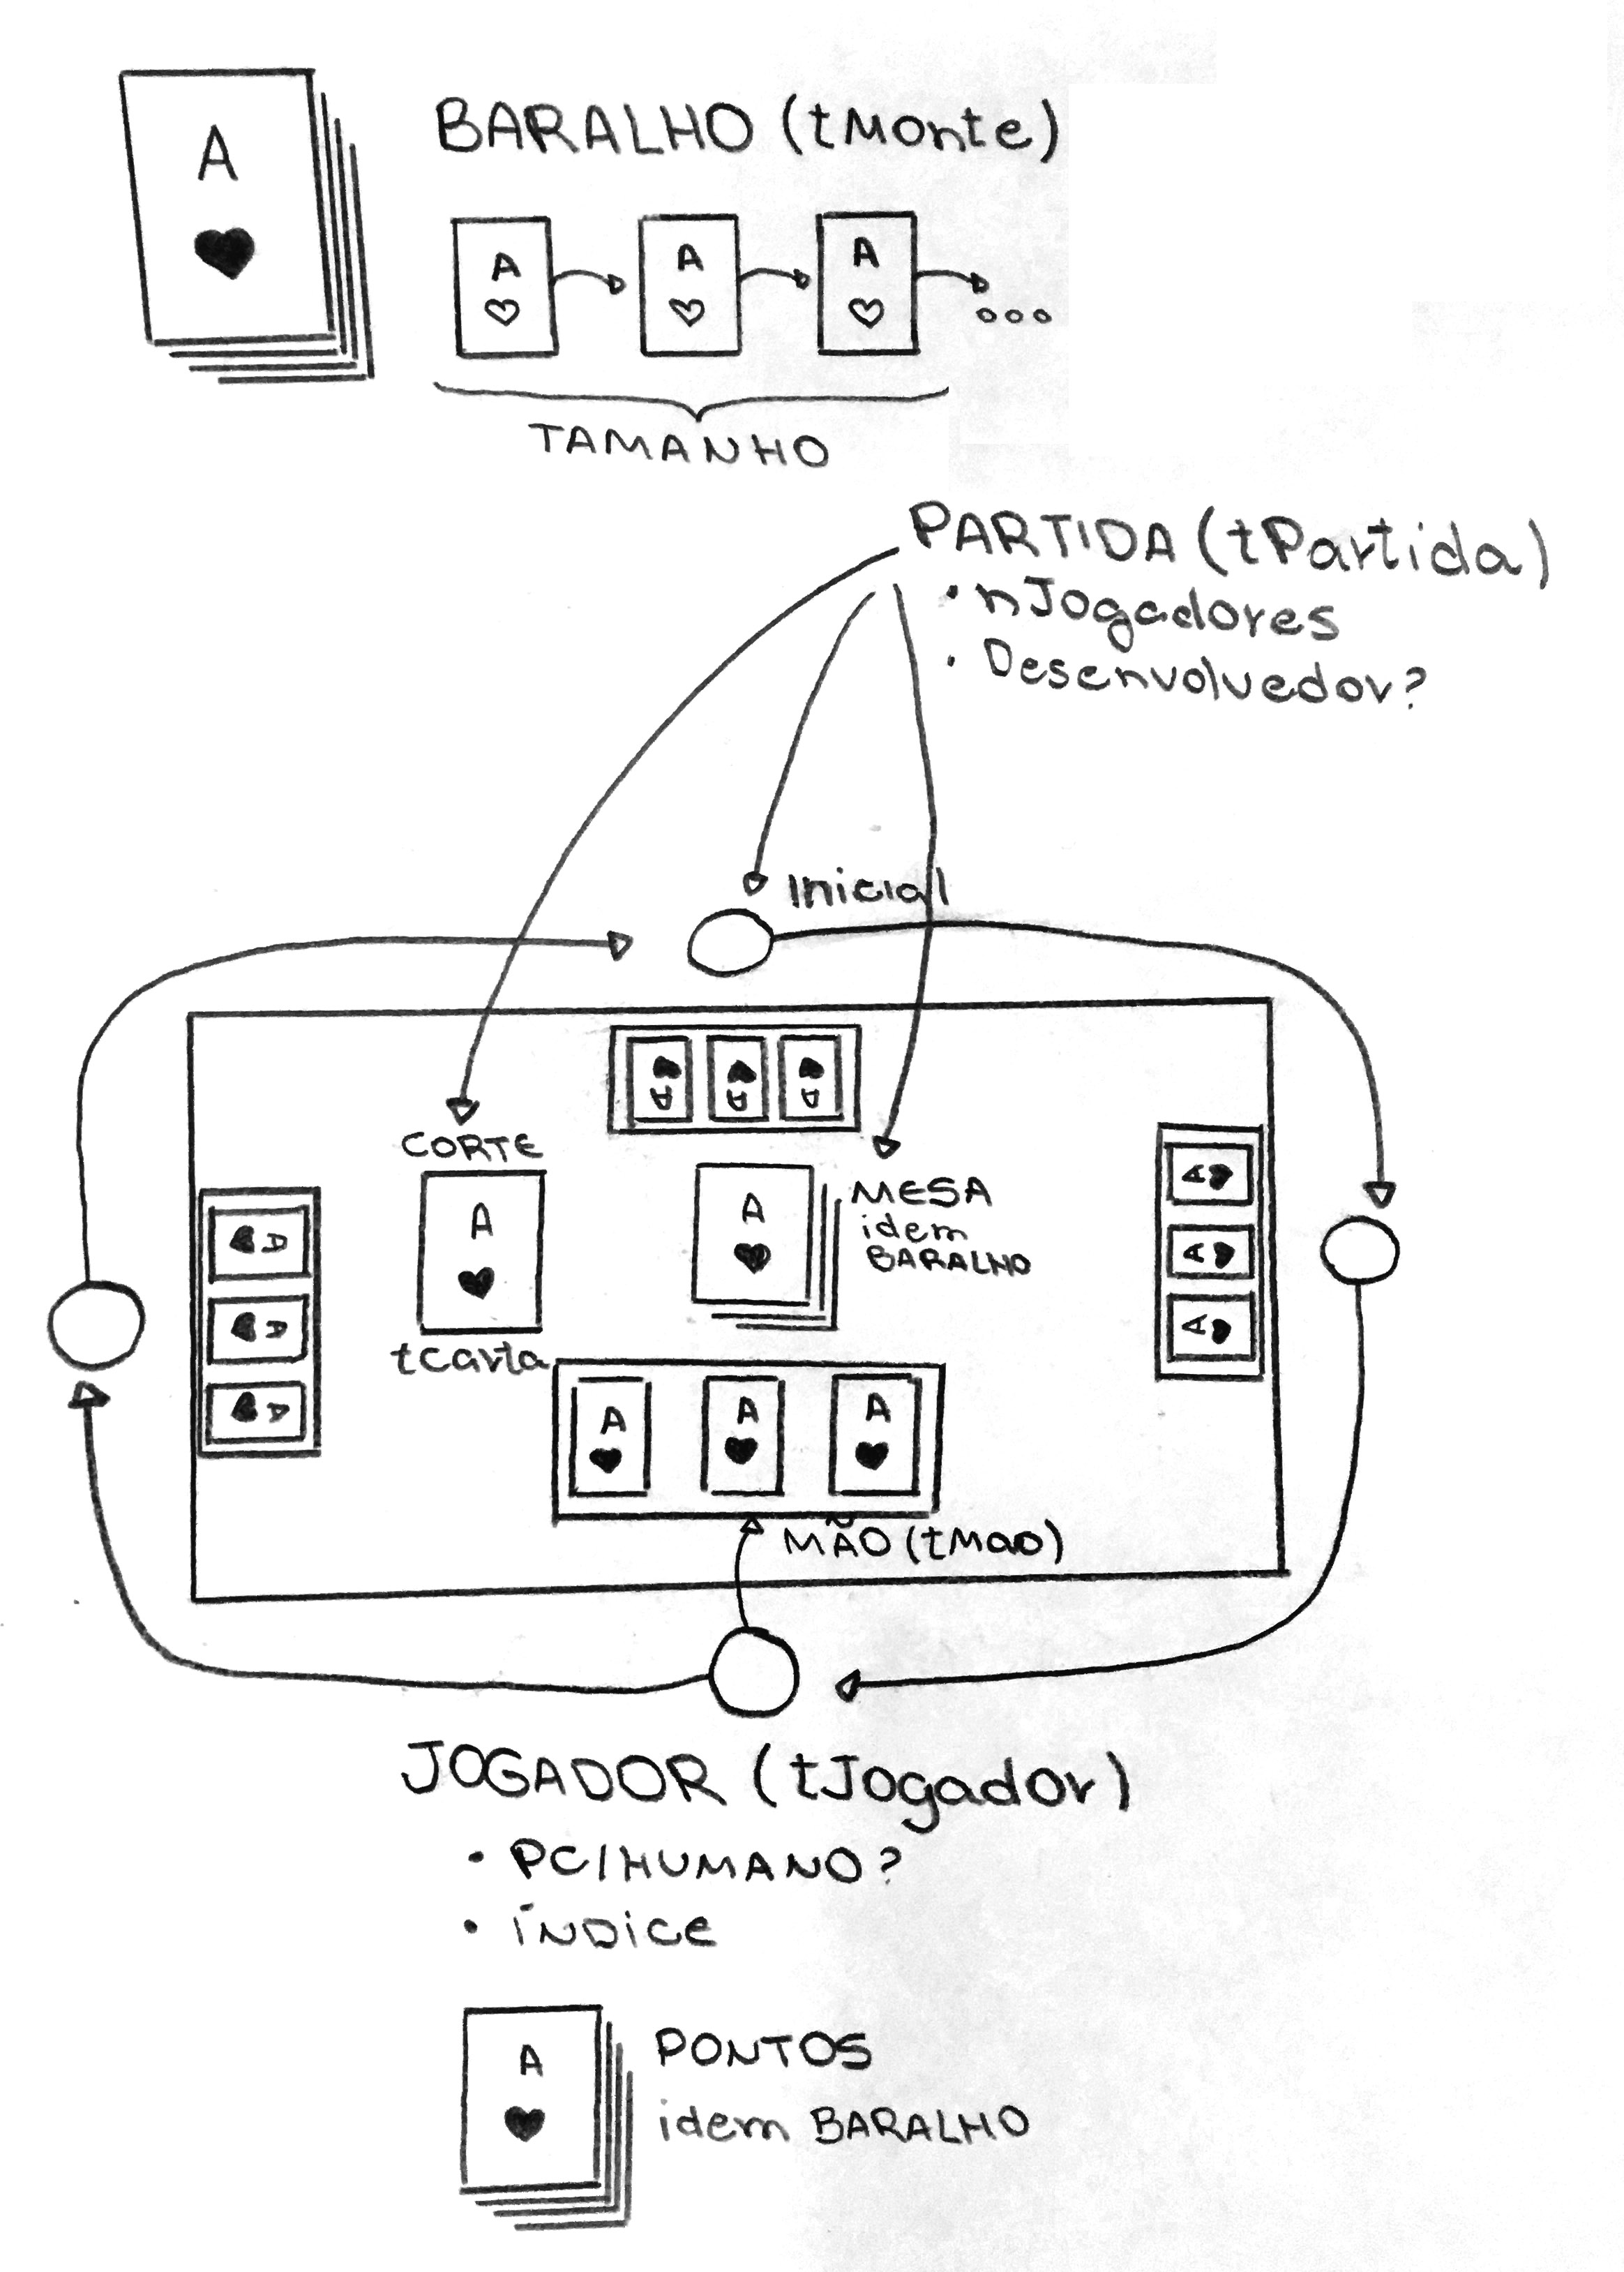 A
BARALHO (tMonte)
A A A
TAMANHO
PARTIDA (tPartida)
• nJogadores
• Desenvolvedor?
Inicial
A A A
CORTE
A
tCarta
A
MESA
idem
BARALHO
A
A
A
A
A
A
A A A
MÃO (tMao)
JOGADOR (tJogador)
• PC/HUMANO?
• ÍNDICE
A
PONTOS
idem BARALHO